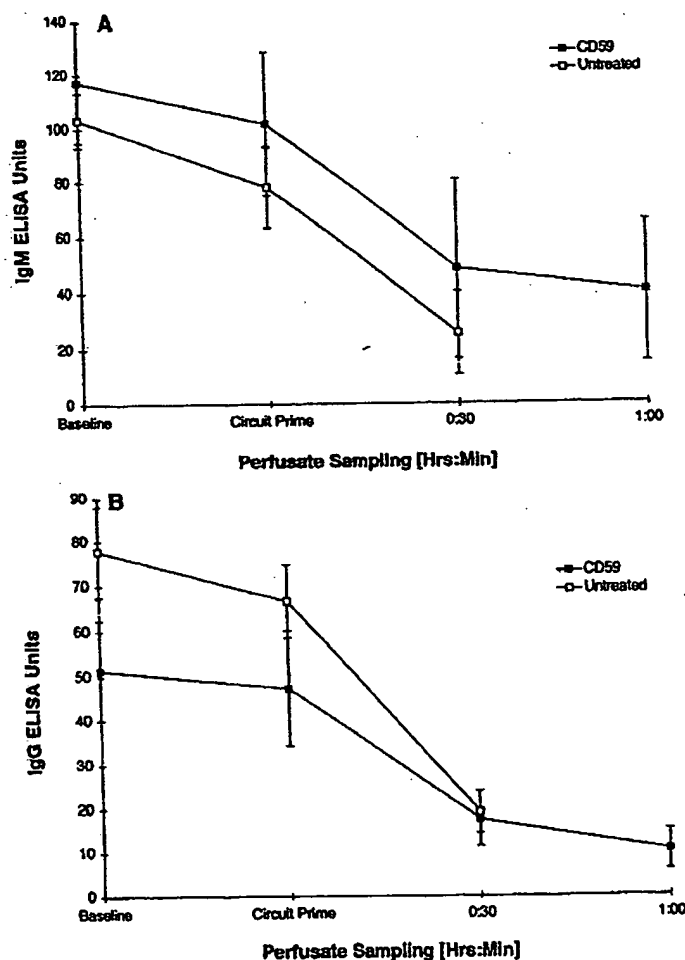 A
140
120
100
80
60
40
20
0
IgM ELISA Units
CD59
Untreated
Baseline
Circuit Prime
0:30
1:00
Perfusate Sampling [Hrs:Min]
B
90
80
70
60
50
40
30
20
10
0
IgG ELISA Units
CD59
Untreated
Baseline
Circuit Prime
0:30
1:00
Perfusate Sampling [Hrs:Min]